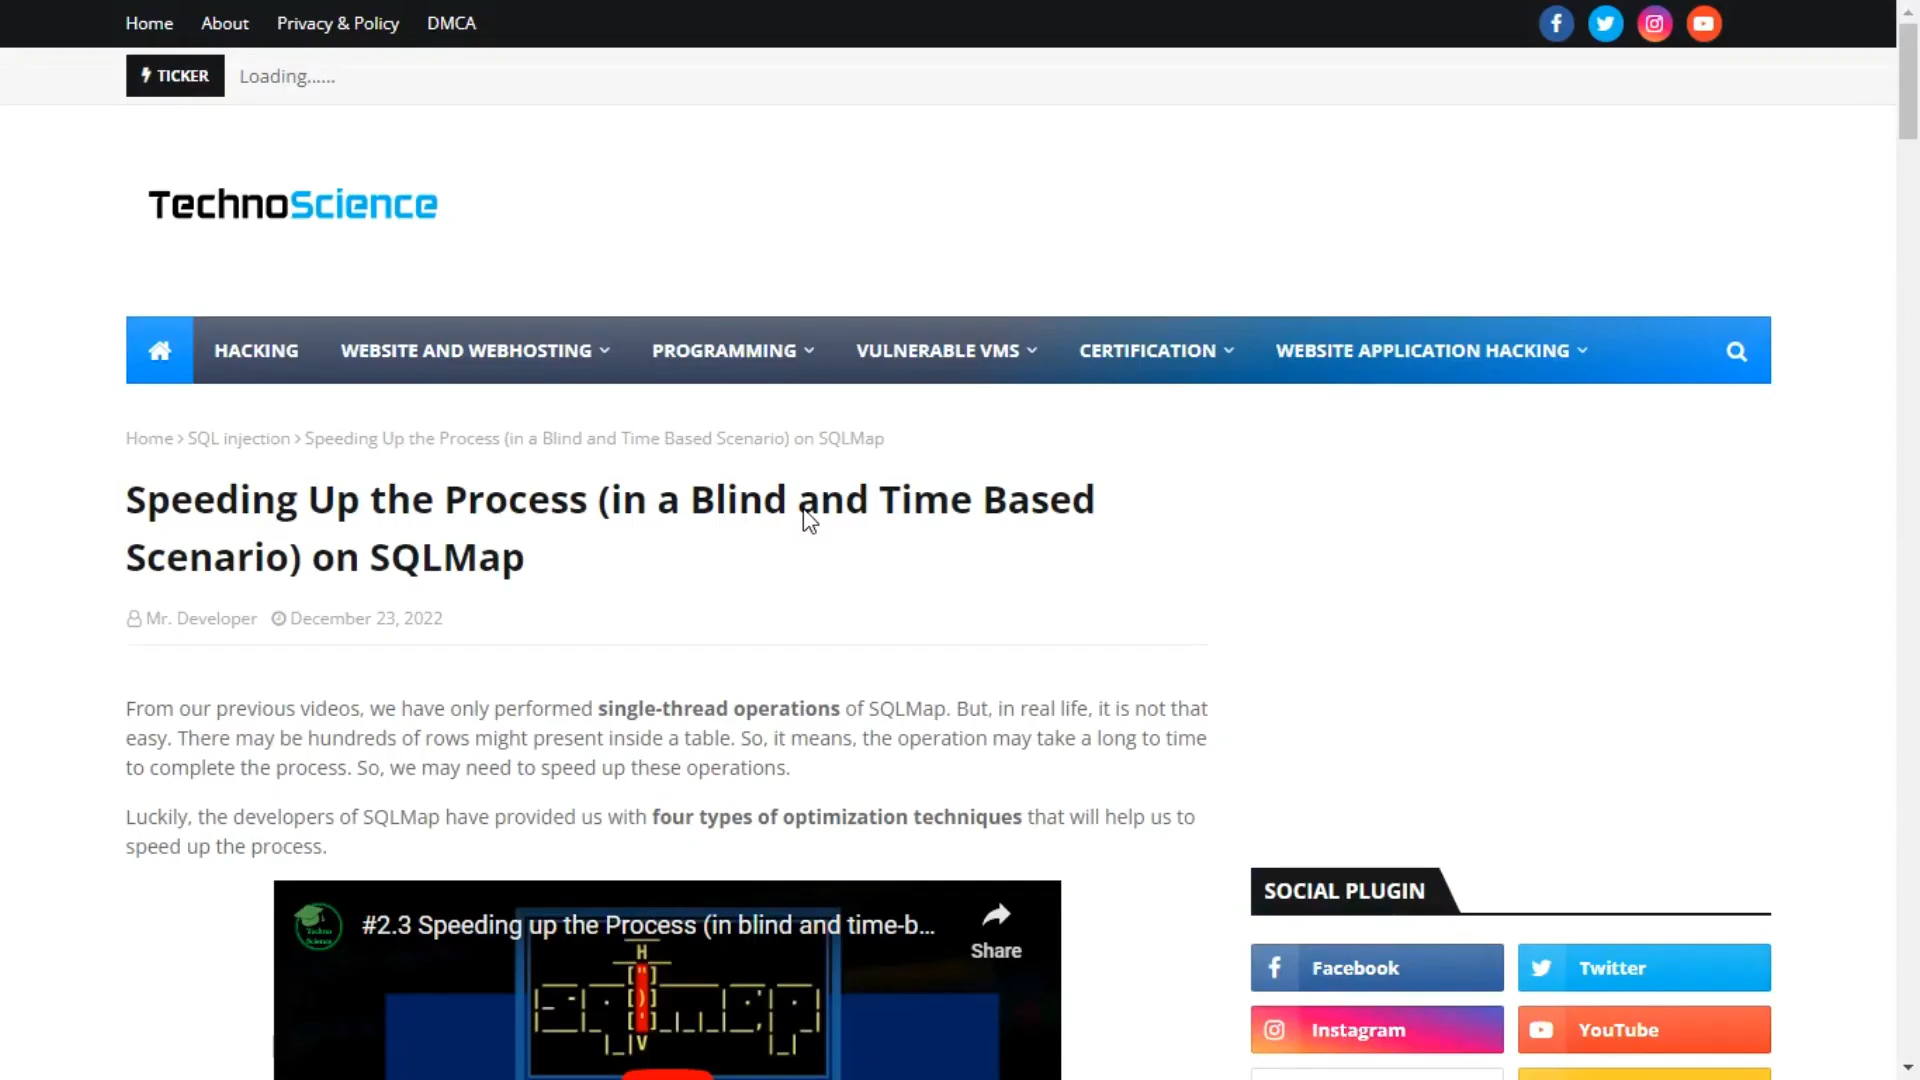 Home About Privacy & Policy DMCA
TICKER Loading......
TechnoScience
HACKING WEBSITE AND WEBHOSTING PROGRAMMING VULNERABLE VMS CERTIFICATION WEBSITE APPLICATION HACKING
Home > SQL injection > Speeding Up the Process (in a Blind and Time Based Scenario) on SQLMap
Speeding Up the Process (in a Blind and Time Based
Scenario) on SQLMap
Mr. Developer December 23, 2022
From our previous videos, we have only performed single-thread operations of SQLMap. But, in real life, it is not that
easy. There may be hundreds of rows might present inside a table. So, it means, the operation may take a long to time
to complete the process. So, we may need to speed up these operations.
Luckily, the developers of SQLMap have provided us with four types of optimization techniques that will help us to
speed up the process.
Techno
Science
#2.3 Speeding up the Process (in blind and time-b...
Share
SOCIAL PLUGIN
Facebook Twitter
Instagram YouTube